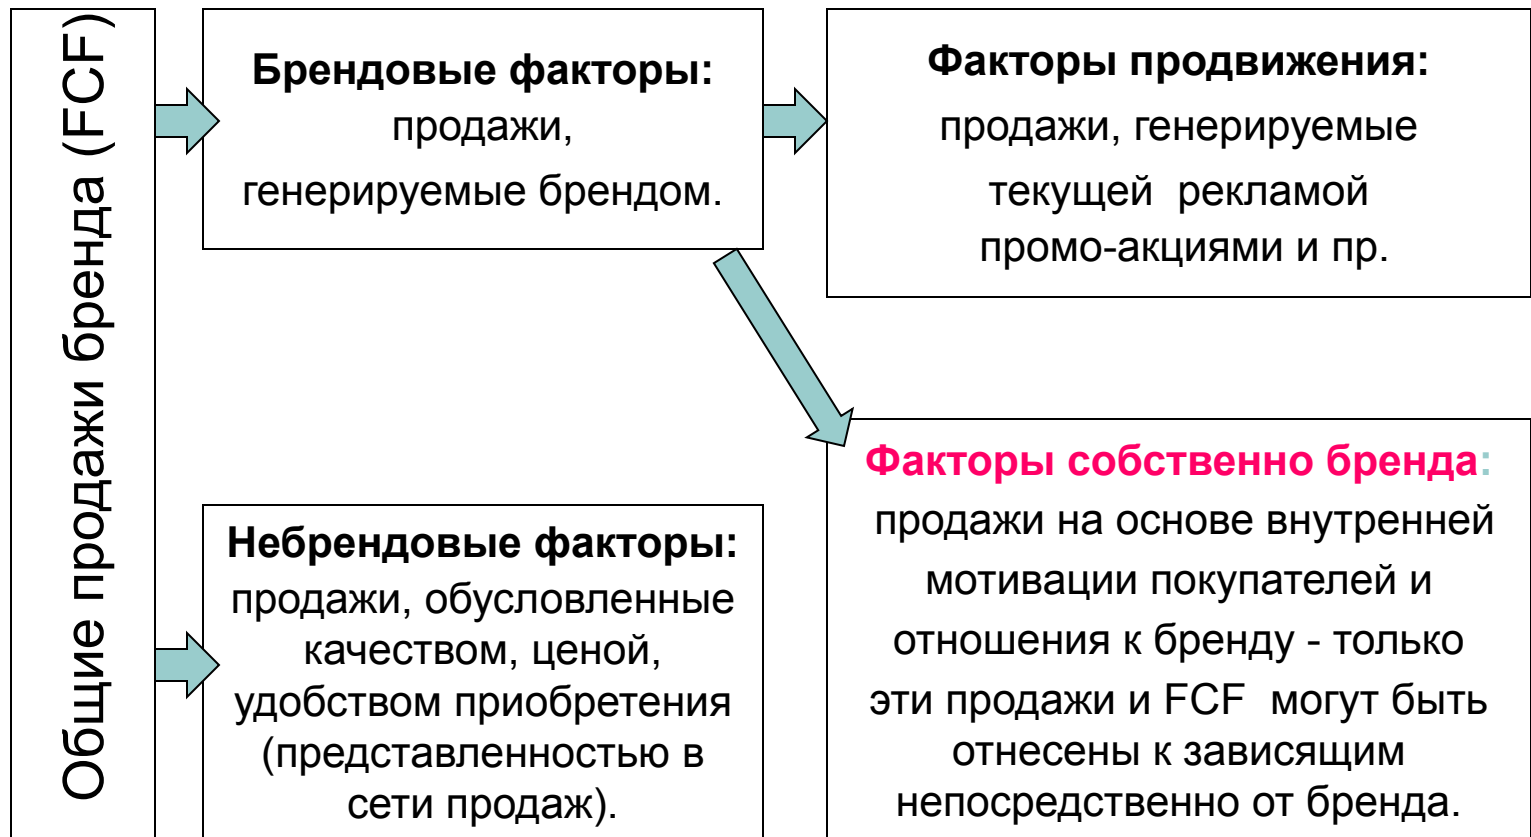 Общие продажи бренда (FCF)
Брендовые факторы:
продажи,
генерируемые брендом.
Факторы продвижения:
продажи, генерируемые
текущей рекламой
промо-акциями и пр.
Небрендовые факторы:
продажи, обусловленные
качеством, ценой,
удобством приобретения
(представленностью в
сети продаж).
Факторы собственно бренда:
продажи на основе внутренней
мотивации покупателей и
отношения к бренду - только
эти продажи и FCF могут быть
отнесены к зависящим
непосредственно от бренда.